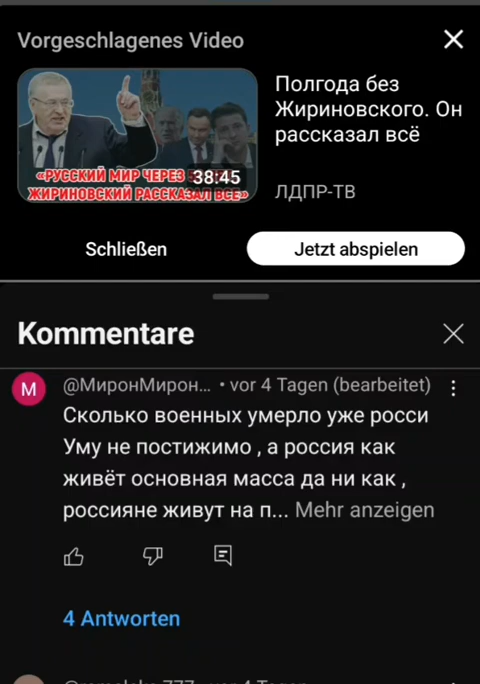 Vorgeschlagenes Video
Полгода без
Жириновского. Он
рассказал всё
«РУССКИЙ МИР ЧЕРЕЗ
38:45
ЖИРИНОВСКИЙ РАССКАЗАЛ ВСЕ»
ЛДПР-ТВ
Schließen
Jetzt abspielen
Kommentare
М
@МиронМирон... • vor 4 Tagen (bearbeitet)
Сколько военных умерло уже росси
Уму не постижимо , а россия как
живёт основная масса да ни как ,
россияне живут на п... Mehr anzeigen
4 Antworten